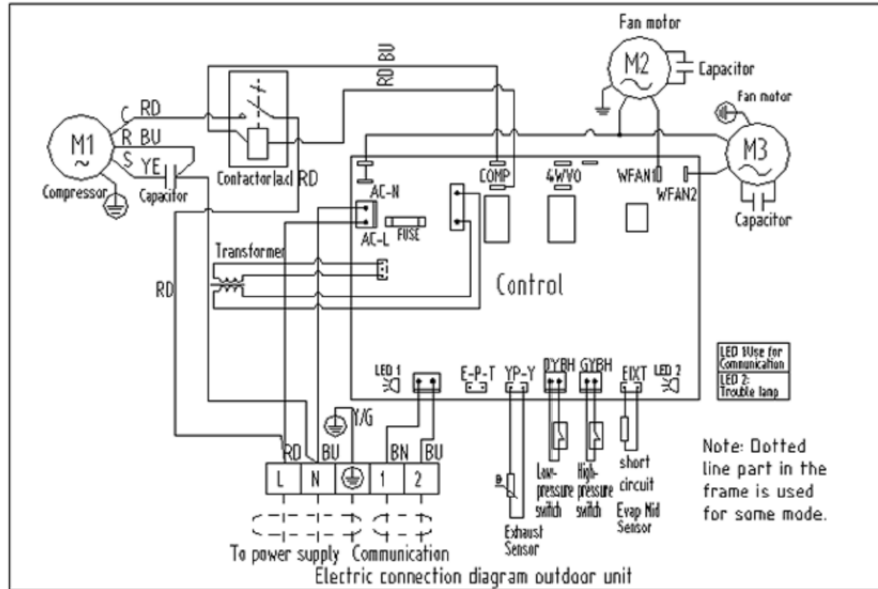 Fan motor
M2
Capacitor
Fan motor
M3
Capacitor
BU
RD
C RD
R BU
S YE
M1
~
Compressor
Capacitor
Contactor(a.c)
RD
AC-N
AC-L
FUSE
COMP
4WVO
WFAN1
WFAN2
Transformer
RD
Control
LED 1
E-P-T
YP-Y
DYBH
GYBH
EIXT
LED 2
LED 1:Use for
Communication
LED 2:
Trouble lamp
Y/G
RD
BU
BN
BU
L
N
1
2
Low-
pressure
switch
High-
pressure
switch
short
circuit
Evap Mid
Sensor
Exhaust
Sensor
Note: Dotted
line part in the
frame is used
for some mode.
To power supply
Communication
Electric connection diagram outdoor unit